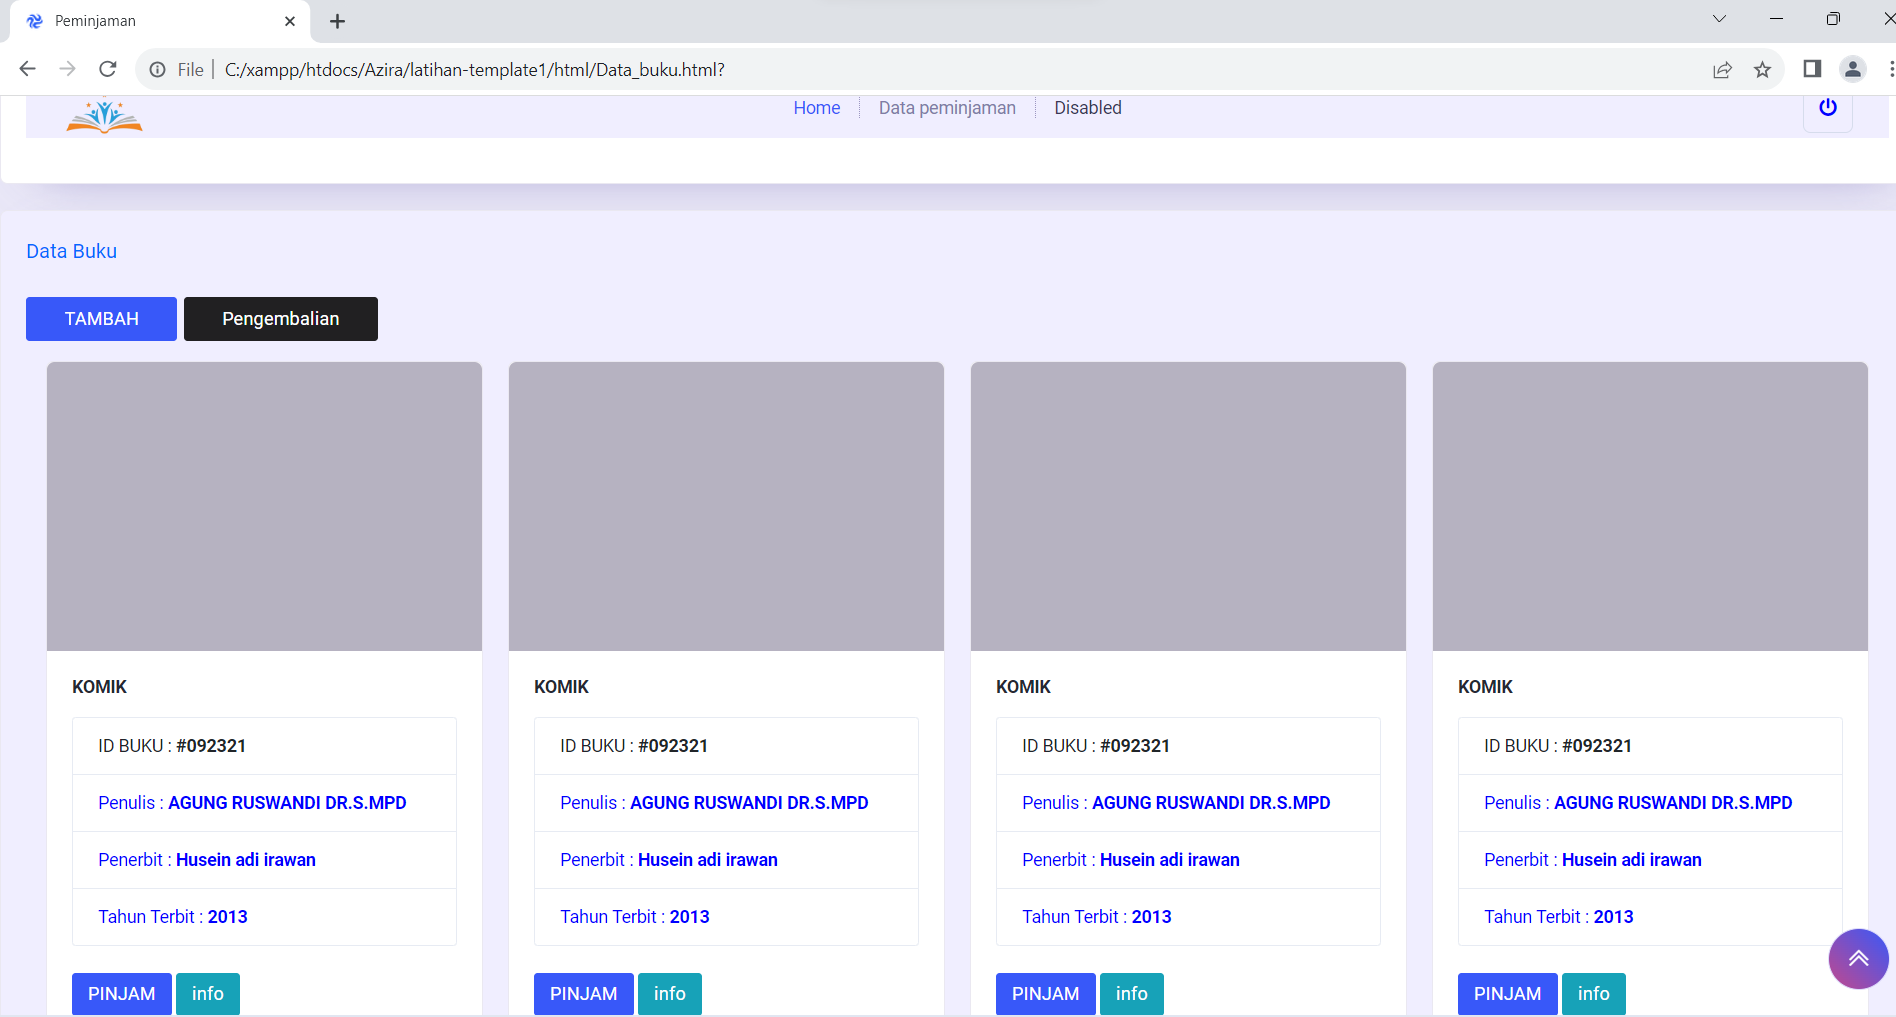 Peminjaman
File | C:/xampp/htdocs/Azira/latihan-template1/html/Data_buku.html?
Home Data peminjaman Disabled
Data Buku
TAMBAH Pengembalian
KOMIK KOMIK KOMIK KOMIK
ID BUKU : #092321 ID BUKU : #092321 ID BUKU : #092321 ID BUKU : #092321
Penulis : AGUNG RUSWANDI DR.S.MPD Penulis : AGUNG RUSWANDI DR.S.MPD Penulis : AGUNG RUSWANDI DR.S.MPD Penulis : AGUNG RUSWANDI DR.S.MPD
Penerbit : Husein adi irawan Penerbit : Husein adi irawan Penerbit : Husein adi irawan Penerbit : Husein adi irawan
Tahun Terbit : 2013 Tahun Terbit : 2013 Tahun Terbit : 2013 Tahun Terbit : 2013
PINJAM info PINJAM info PINJAM info PINJAM info